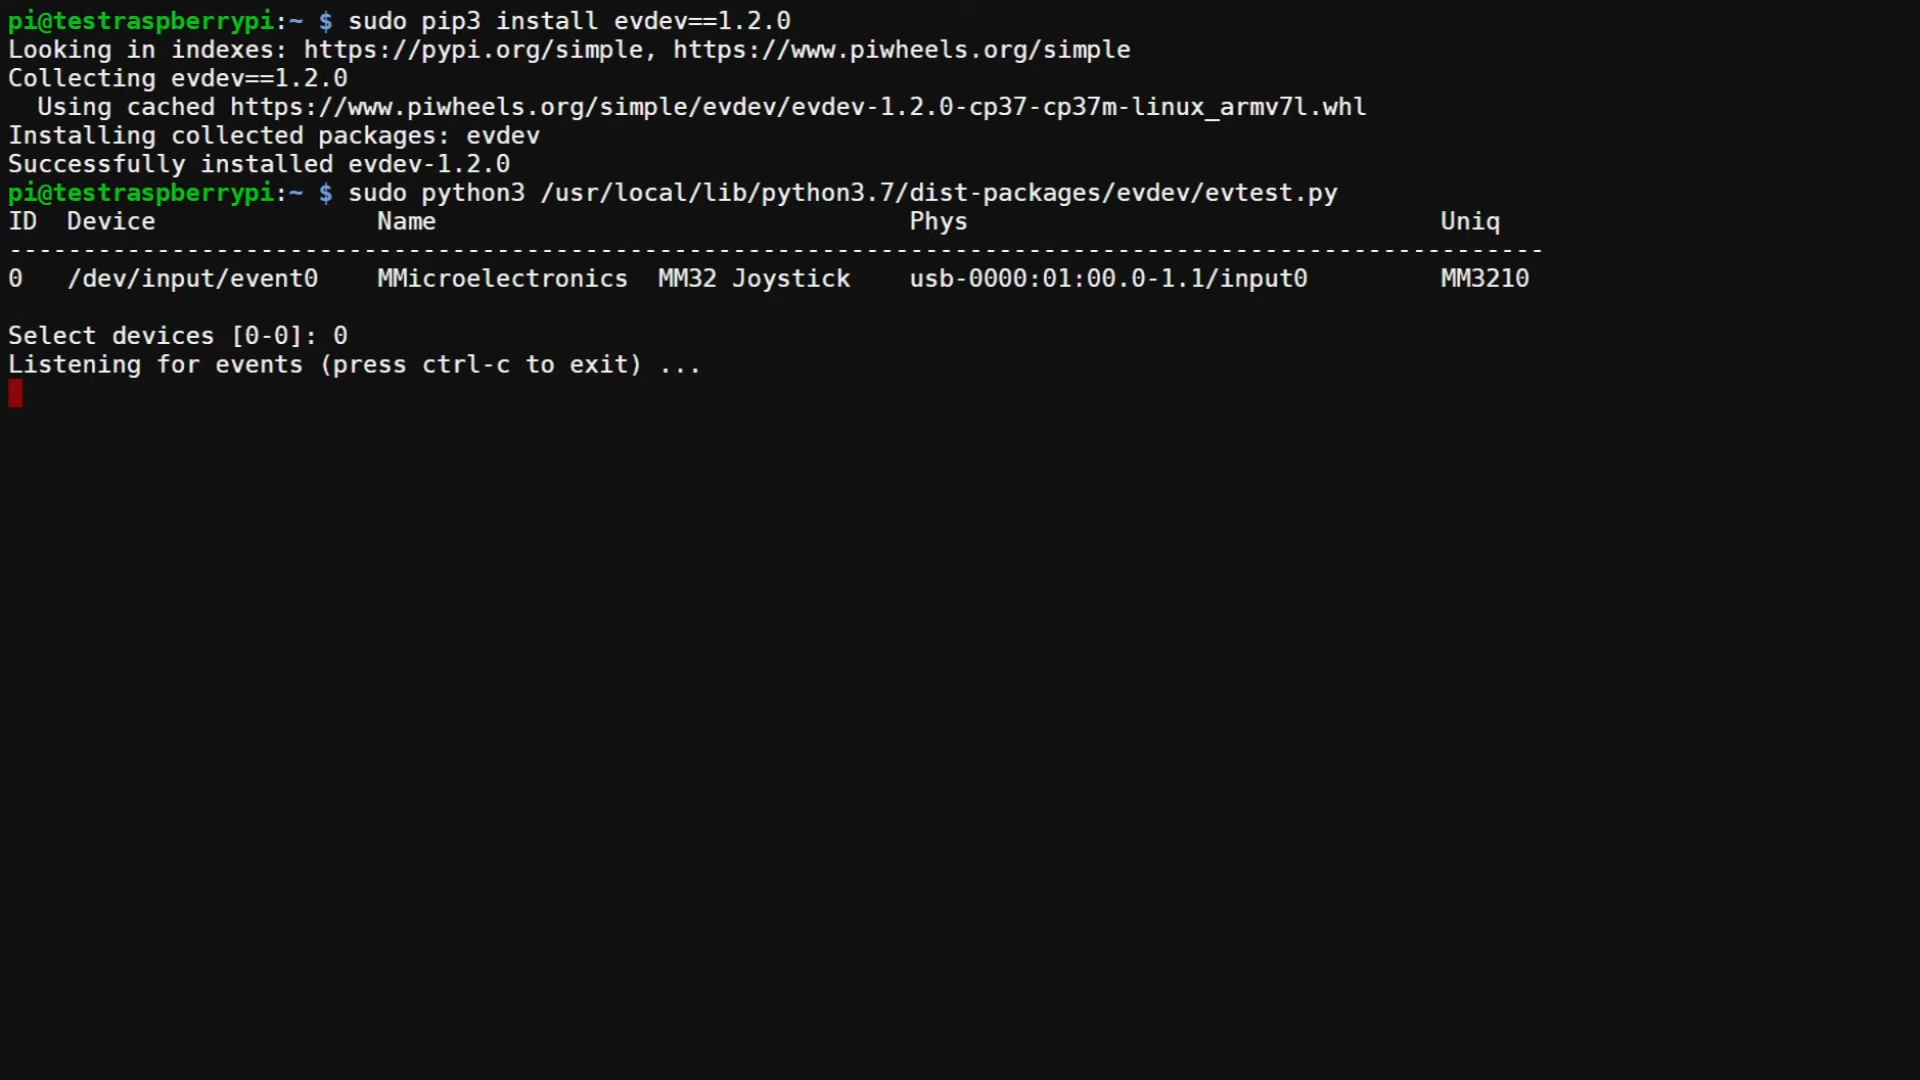 pi@testraspberrypi:~ $ sudo pip3 install evdev==1.2.0
Looking in indexes: https://pypi.org/simple, https://www.piwheels.org/simple
Collecting evdev==1.2.0
  Using cached https://www.piwheels.org/simple/evdev/evdev-1.2.0-cp37-cp37m-linux_armv7l.whl
Installing collected packages: evdev
Successfully installed evdev-1.2.0
pi@testraspberrypi:~ $ sudo python3 /usr/local/lib/python3.7/dist-packages/evdev/evtest.py
ID  Device               Name                                Phys                                Uniq
--------------------------------------------------------------------------------------------------------
0   /dev/input/event0    MMicroelectronics  MM32 Joystick    usb-0000:01:00.0-1.1/input0         MM3210
Select devices [0-0]: 0
Listening for events (press ctrl-c to exit) ...